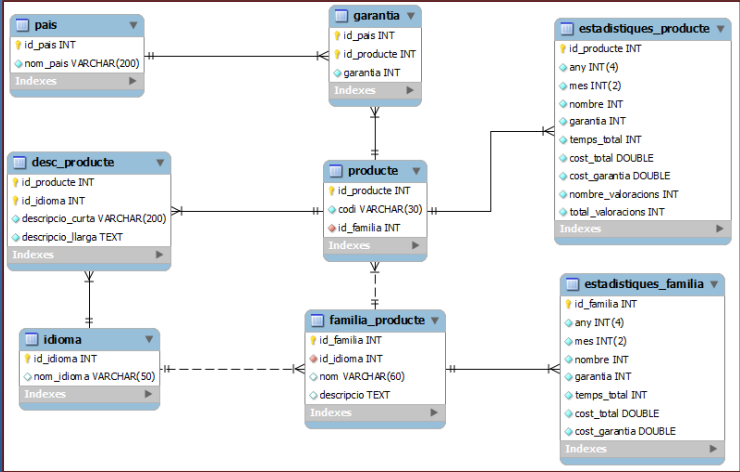 pais
id_pais INT
nom_pais VARCHAR(200)
Indexes
garantia
id_pais INT
id_producte INT
garantia INT
Indexes
estadistiques_producte
id_producte INT
any INT(4)
mes INT(2)
nombre INT
garantia INT
temps_total INT
cost_total DOUBLE
cost_garantia DOUBLE
nombre_valoracions INT
total_valoracions INT
Indexes
desc_producte
id_producte INT
id_idioma INT
descripcio_curta VARCHAR(200)
descripcio_llarga TEXT
Indexes
producte
id_producte INT
codi VARCHAR(30)
id_familia INT
Indexes
idioma
id_idioma INT
nom_idioma VARCHAR(50)
Indexes
familia_producte
id_familia INT
id_idioma INT
nom VARCHAR(60)
descripcio TEXT
Indexes
estadistiques_familia
id_familia INT
any INT(4)
mes INT(2)
nombre INT
garantia INT
temps_total INT
cost_total DOUBLE
cost_garantia DOUBLE
Indexes